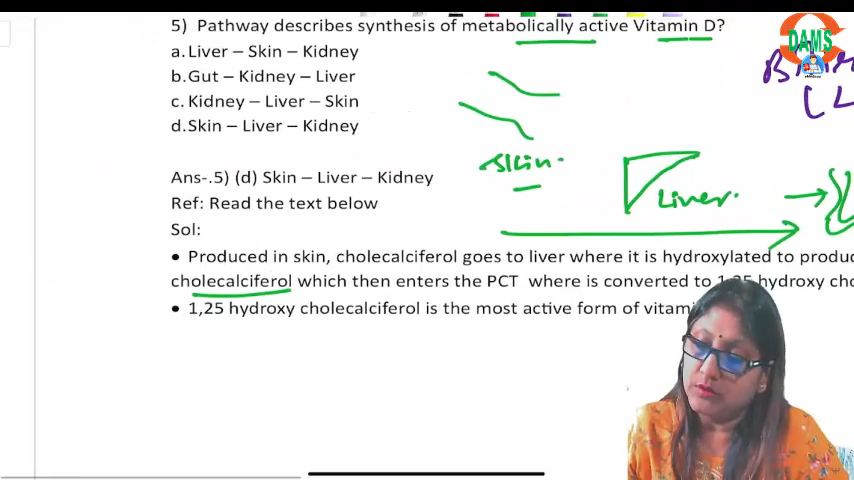 5) Pathway describes synthesis of metabolically active Vitamin D?
a. Liver – Skin – Kidney
b. Gut – Kidney – Liver
c. Kidney – Liver – Skin
d. Skin – Liver – Kidney
DAMS
skin.
Liver.
Ans-.5) (d) Skin – Liver – Kidney
Ref: Read the text below
Sol:
• Produced in skin, cholecalciferol goes to liver where it is hydroxylated to produc
cholecalciferol which then enters the PCT where is converted to 1,25 hydroxy cho
• 1,25 hydroxy cholecalciferol is the most active form of vitam